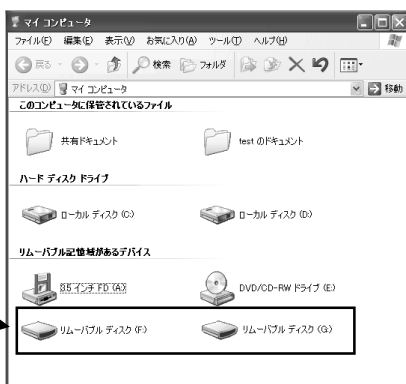 マイ コンピュータ
ファイル(F) 編集(E) 表示(V) お気に入り(A) ツール(T) ヘルプ(H)
戻る 検索 フォルダ
アドレス(D) マイ コンピュータ 移動
このコンピュータに保管されているファイル
共有ドキュメント test のドキュメント
ハード ディスク ドライブ
ローカル ディスク (C:) ローカル ディスク (D:)
リムーバブル記憶域があるデバイス
3.5 インチ FD (A:) DVD/CD-RW ドライブ (E:)
リムーバブル ディスク (F:) リムーバブル ディスク (G:)